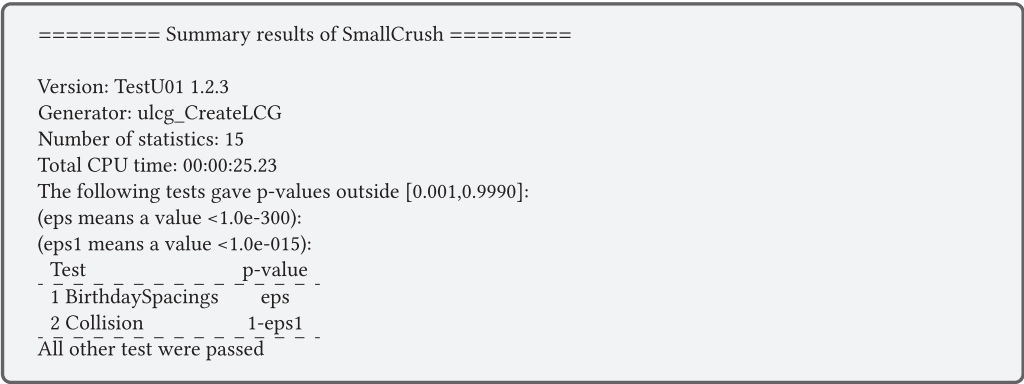 ========= Summary results of SmallCrush =========
Version: TestU01 1.2.3
Generator: ulcg_CreateLCG
Number of statistics: 15
Total CPU time: 00:00:25.23
The following tests gave p-values outside [0.001,0.9990]:
(eps means a value <1.0e-300):
(eps1 means a value <1.0e-015):
Test p-value
1 BirthdaySpacings eps
2 Collision 1-eps1
All other test were passed